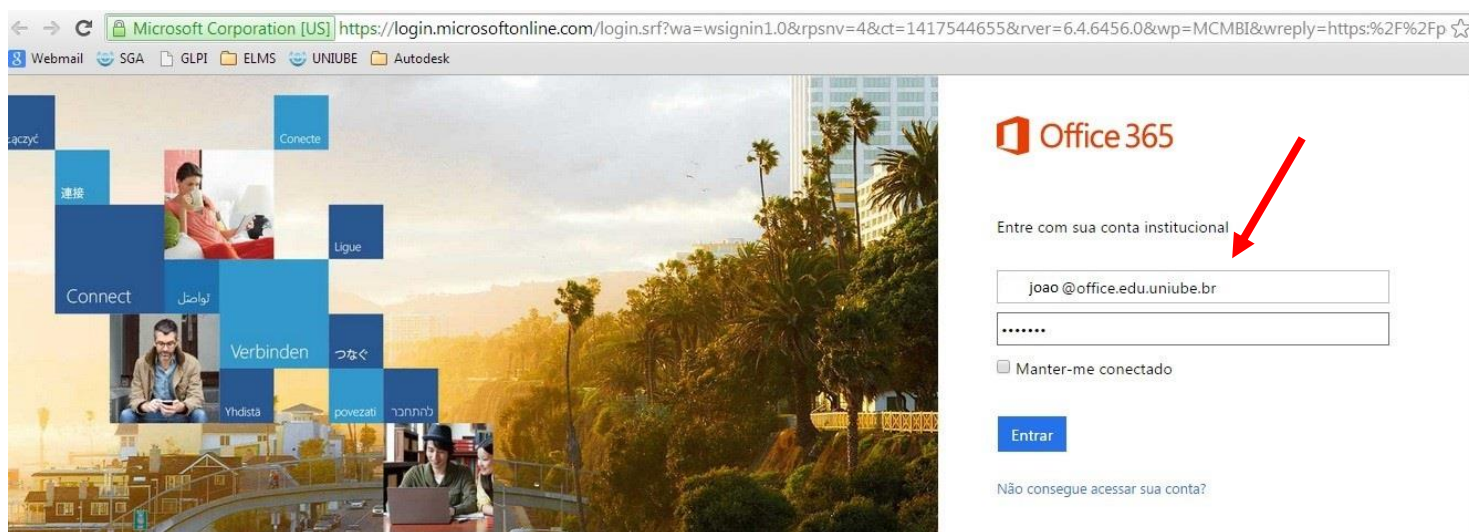 Microsoft Corporation [US] https://login.microsoftonline.com/login.srf?wa=wsignin1.0&rpsnv=4&ct=1417544655&rver=6.4.6456.0&wp=MCMBI&wreply=https:%2F%2Fp
Webmail SGA GLPI ELMS UNIUBE Autodesk
Łączyć
Conecte
連接
Ligue
Connect
تواصَل
Verbinden
つなぐ
Yhdistä
povezati
להתחבר
Office 365
Entre com sua conta institucional
joao @office.edu.uniube.br
Manter-me conectado
Entrar
Não consegue acessar sua conta?